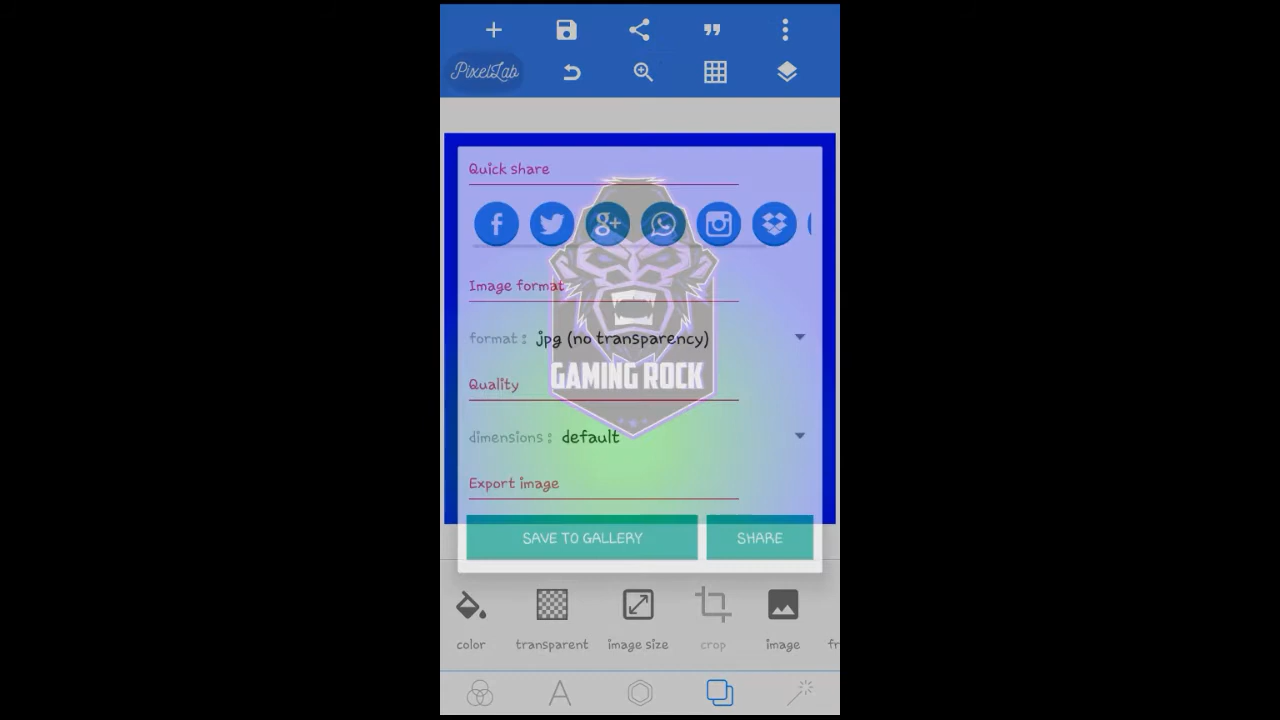 PixelLab
Quick share
Image format
format : jpg (no transparency)
GAMING ROCK
Quality
dimensions : default
Export image
SAVE TO GALLERY SHARE
color transparent image size crop image fr